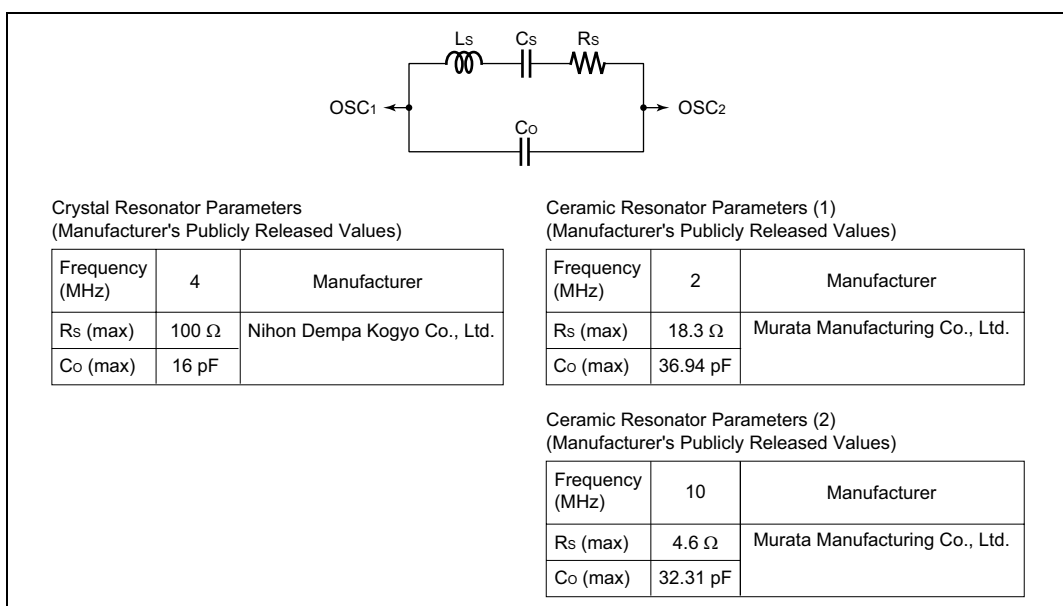 Ls Cs Rs
OSC1 OSC2
Co
Crystal Resonator Parameters
(Manufacturer's Publicly Released Values)
Frequency (MHz) 4 Manufacturer
Rs (max) 100 Ω Nihon Dempa Kogyo Co., Ltd.
Co (max) 16 pF
Ceramic Resonator Parameters (1)
(Manufacturer's Publicly Released Values)
Frequency (MHz) 2 Manufacturer
Rs (max) 18.3 Ω Murata Manufacturing Co., Ltd.
Co (max) 36.94 pF
Ceramic Resonator Parameters (2)
(Manufacturer's Publicly Released Values)
Frequency (MHz) 10 Manufacturer
Rs (max) 4.6 Ω Murata Manufacturing Co., Ltd.
Co (max) 32.31 pF